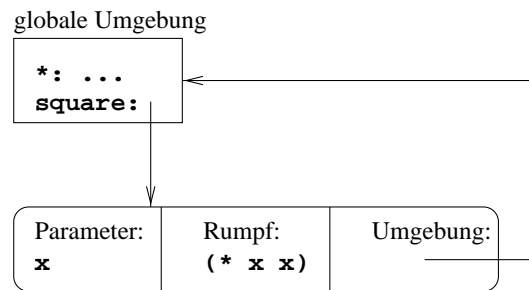 globale Umgebung
*: ...
square:
Parameter: Rumpf: Umgebung:
x (* x x)